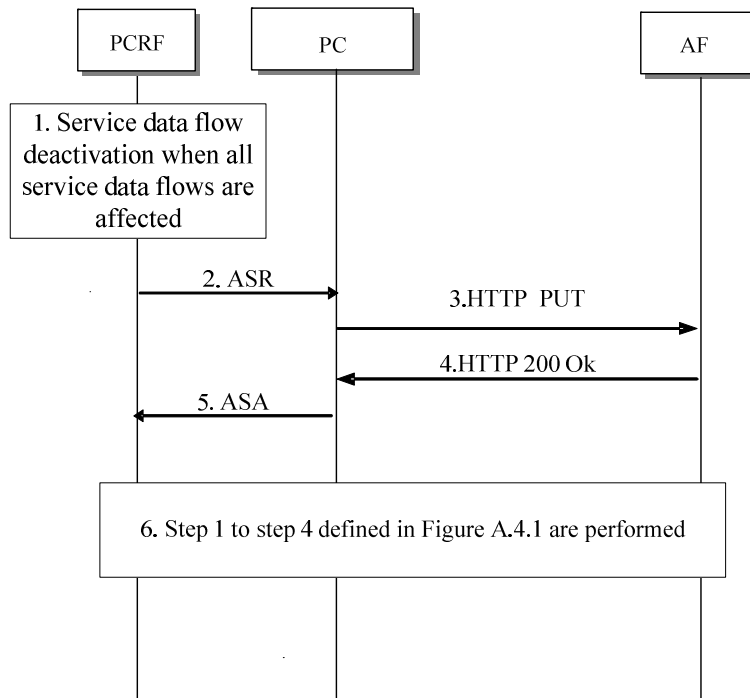 PCRF
PC
AF
1. Service data flow
deactivation when all
service data flows are
affected
2. ASR
3.HTTP PUT
4.HTTP 200 Ok
5. ASA
6. Step 1 to step 4 defined in Figure A.4.1 are performed